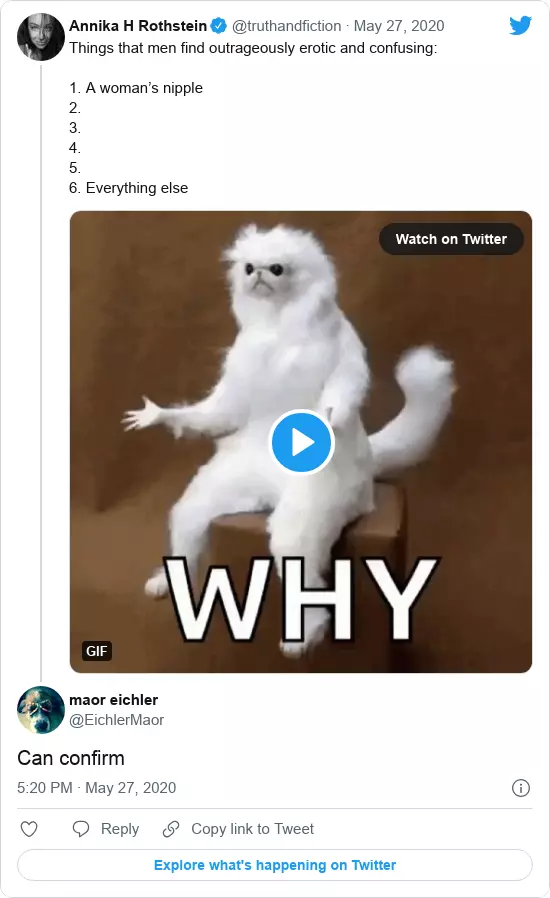 Annika H Rothstein @truthandfiction · May 27, 2020
Things that men find outrageously erotic and confusing:
1. A woman’s nipple
2.
3.
4.
5.
6. Everything else
Watch on Twitter
WHY
GIF
maor eichler
@EichlerMaor
Can confirm
5:20 PM · May 27, 2020
Reply Copy link to Tweet
Explore what's happening on Twitter